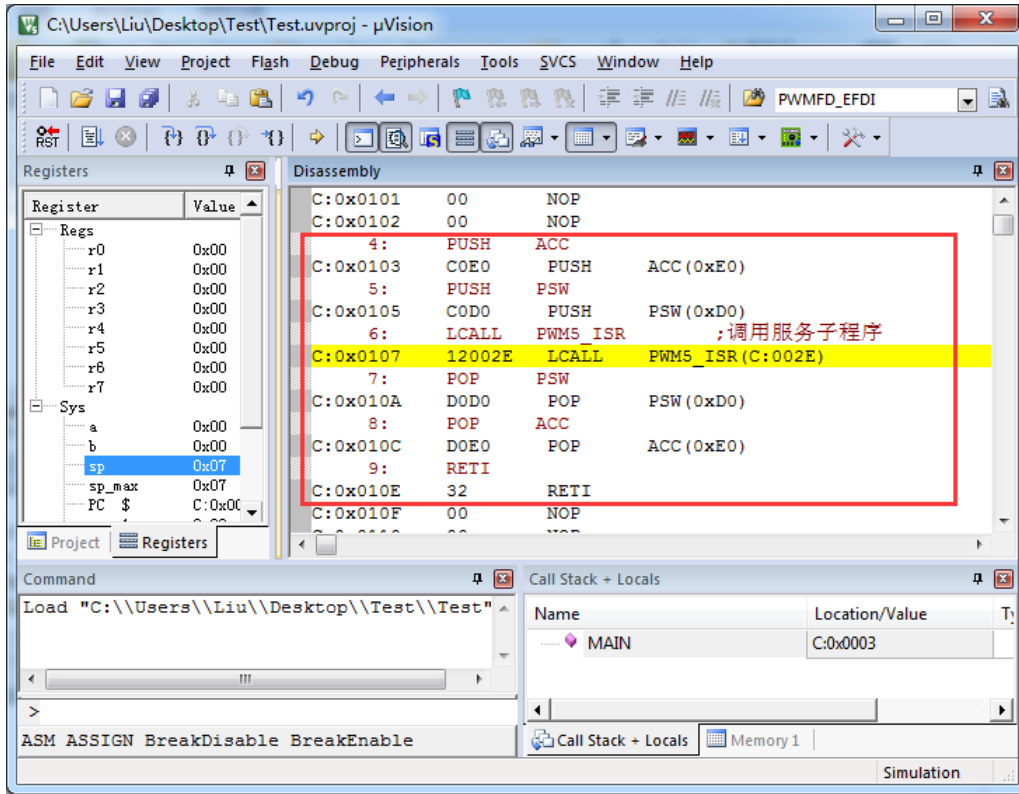 C:\Users\Liu\Desktop\Test\Test.uvproj - µVision
File Edit View Project Flash Debug Peripherals Tools SVCS Window Help
PWMFD_EFDI
RST
Registers
Register Value
Regs
r0 0x00
r1 0x00
r2 0x00
r3 0x00
r4 0x00
r5 0x00
r6 0x00
r7 0x00
Sys
a 0x00
b 0x00
sp 0x07
sp_max 0x07
PC $ C:0x00
Project Registers
Disassembly
C:0x0101 00 NOP
C:0x0102 00 NOP
4: PUSH ACC
C:0x0103 C0E0 PUSH ACC(0xE0)
5: PUSH PSW
C:0x0105 C0D0 PUSH PSW(0xD0)
6: LCALL PWM5_ISR ;调用服务子程序
C:0x0107 12002E LCALL PWM5_ISR(C:002E)
7: POP PSW
C:0x010A D0D0 POP PSW(0xD0)
8: POP ACC
C:0x010C D0E0 POP ACC(0xE0)
9: RETI
C:0x010E 32 RETI
C:0x010F 00 NOP
Command
Load "C:\\Users\\Liu\\Desktop\\Test\\Test"
>
ASM ASSIGN BreakDisable BreakEnable
Call Stack + Locals
Name Location/Value Ty
MAIN C:0x0003
Call Stack + Locals Memory 1
Simulation